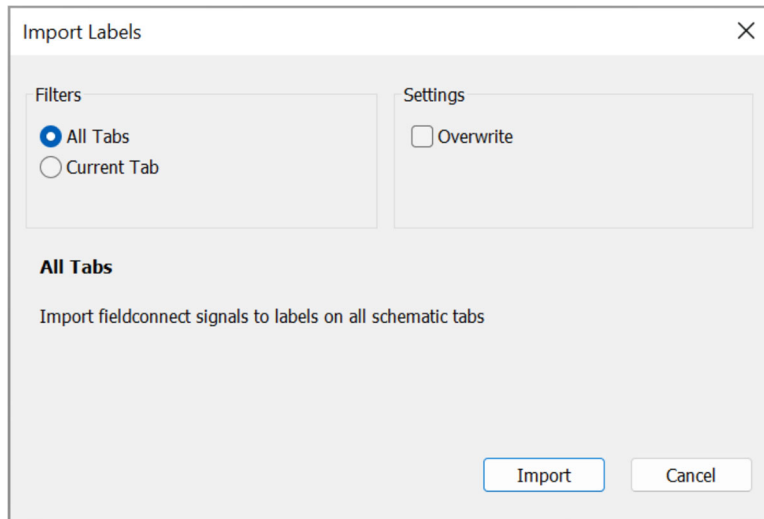 Import Labels
Filters
All Tabs
Current Tab
Settings
Overwrite
All Tabs
Import fieldconnect signals to labels on all schematic tabs
Import
Cancel